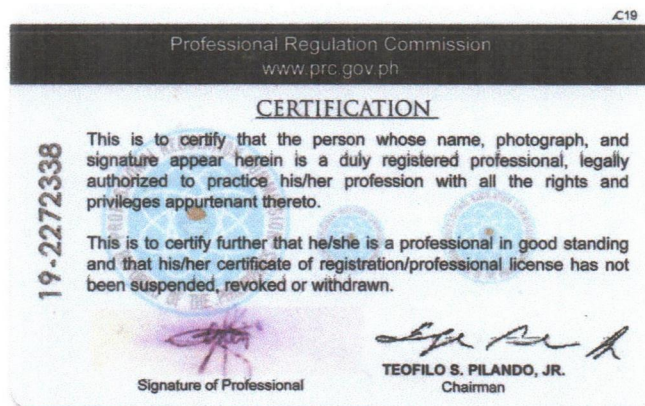 C19
Professional Regulation Commission
www.prc.gov.ph
CERTIFICATION
19-2272338
This is to certify that the person whose name, photograph, and
signature appear herein is a duly registered professional, legally
authorized to practice his/her profession with all the rights and
privileges appurtenant thereto.
This is to certify further that he/she is a professional in good standing
and that his/her certificate of registration/professional license has not
been suspended, revoked or withdrawn.
Signature of Professional
TEOFILO S. PILANDO, JR.
Chairman